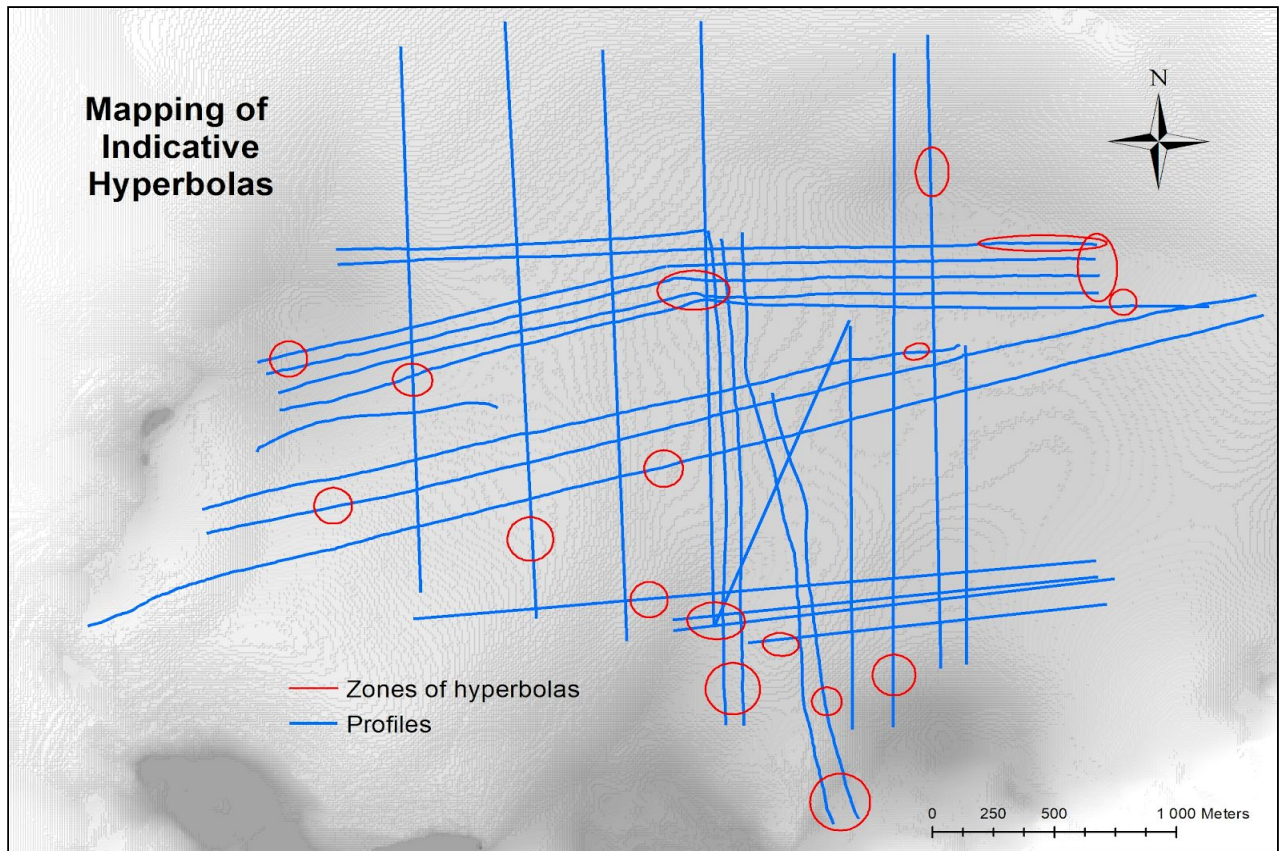 Mapping of
Indicative
Hyperbolas
N
Zones of hyperbolas
Profiles
0 250 500 1 000 Meters